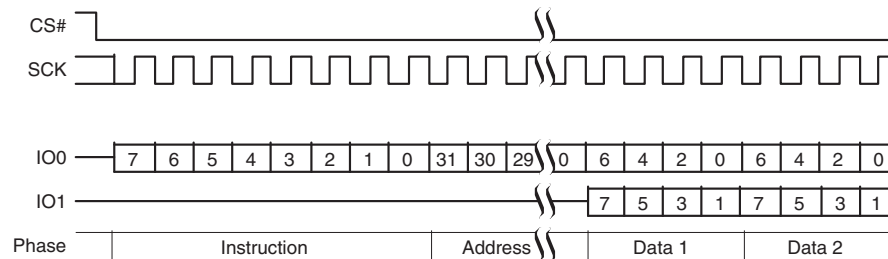 CS#
SCK
IO0 7 6 5 4 3 2 1 0 31 30 29 0 6 4 2 0 6 4 2 0
IO1 7 5 3 1 7 5 3 1
Phase Instruction Address Data 1 Data 2